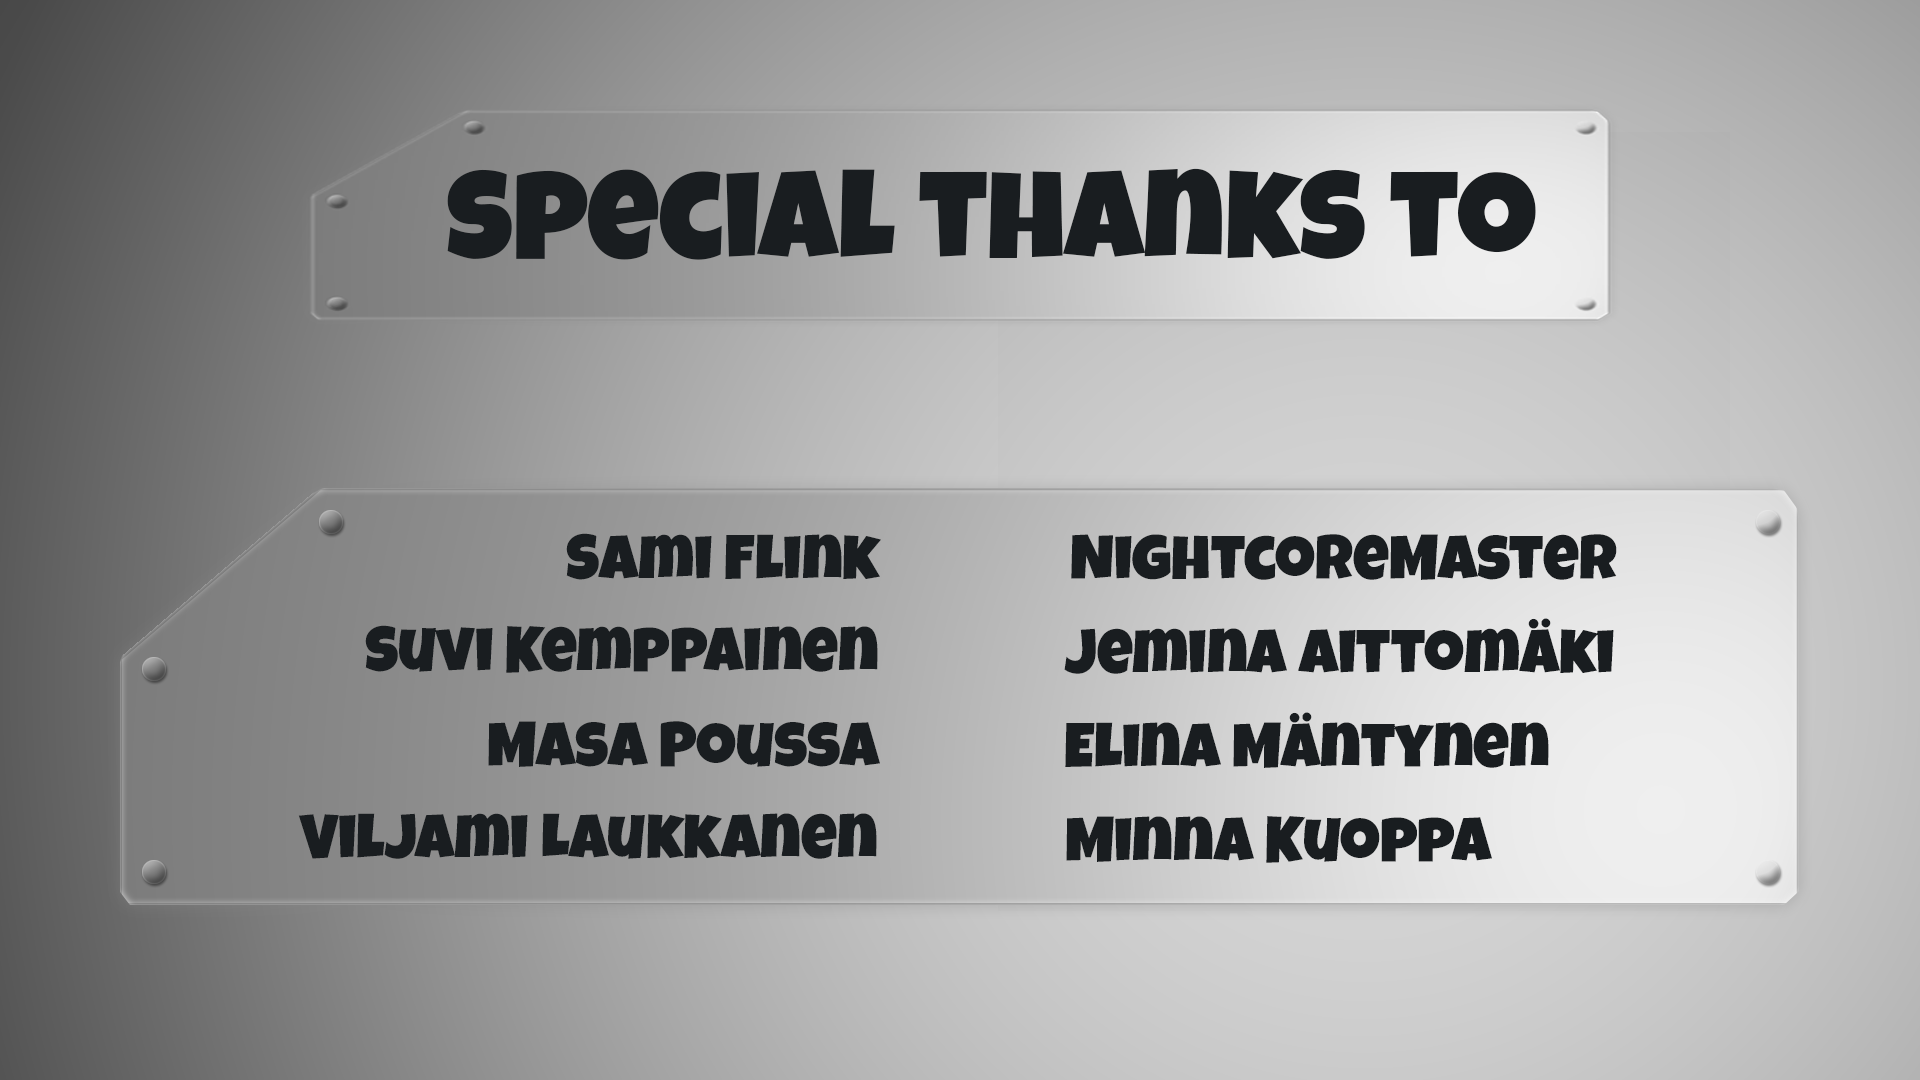 SPECIAL THANKS TO
SAMI FLINK
SUVI KEMPPAINEN
MASA POUSSA
VILJAMI LAUKKANEN
NIGHTCOREMASTER
JEMINA AITTOMÄKI
ELINA MÄNTYNEN
MINNA KUOPPA